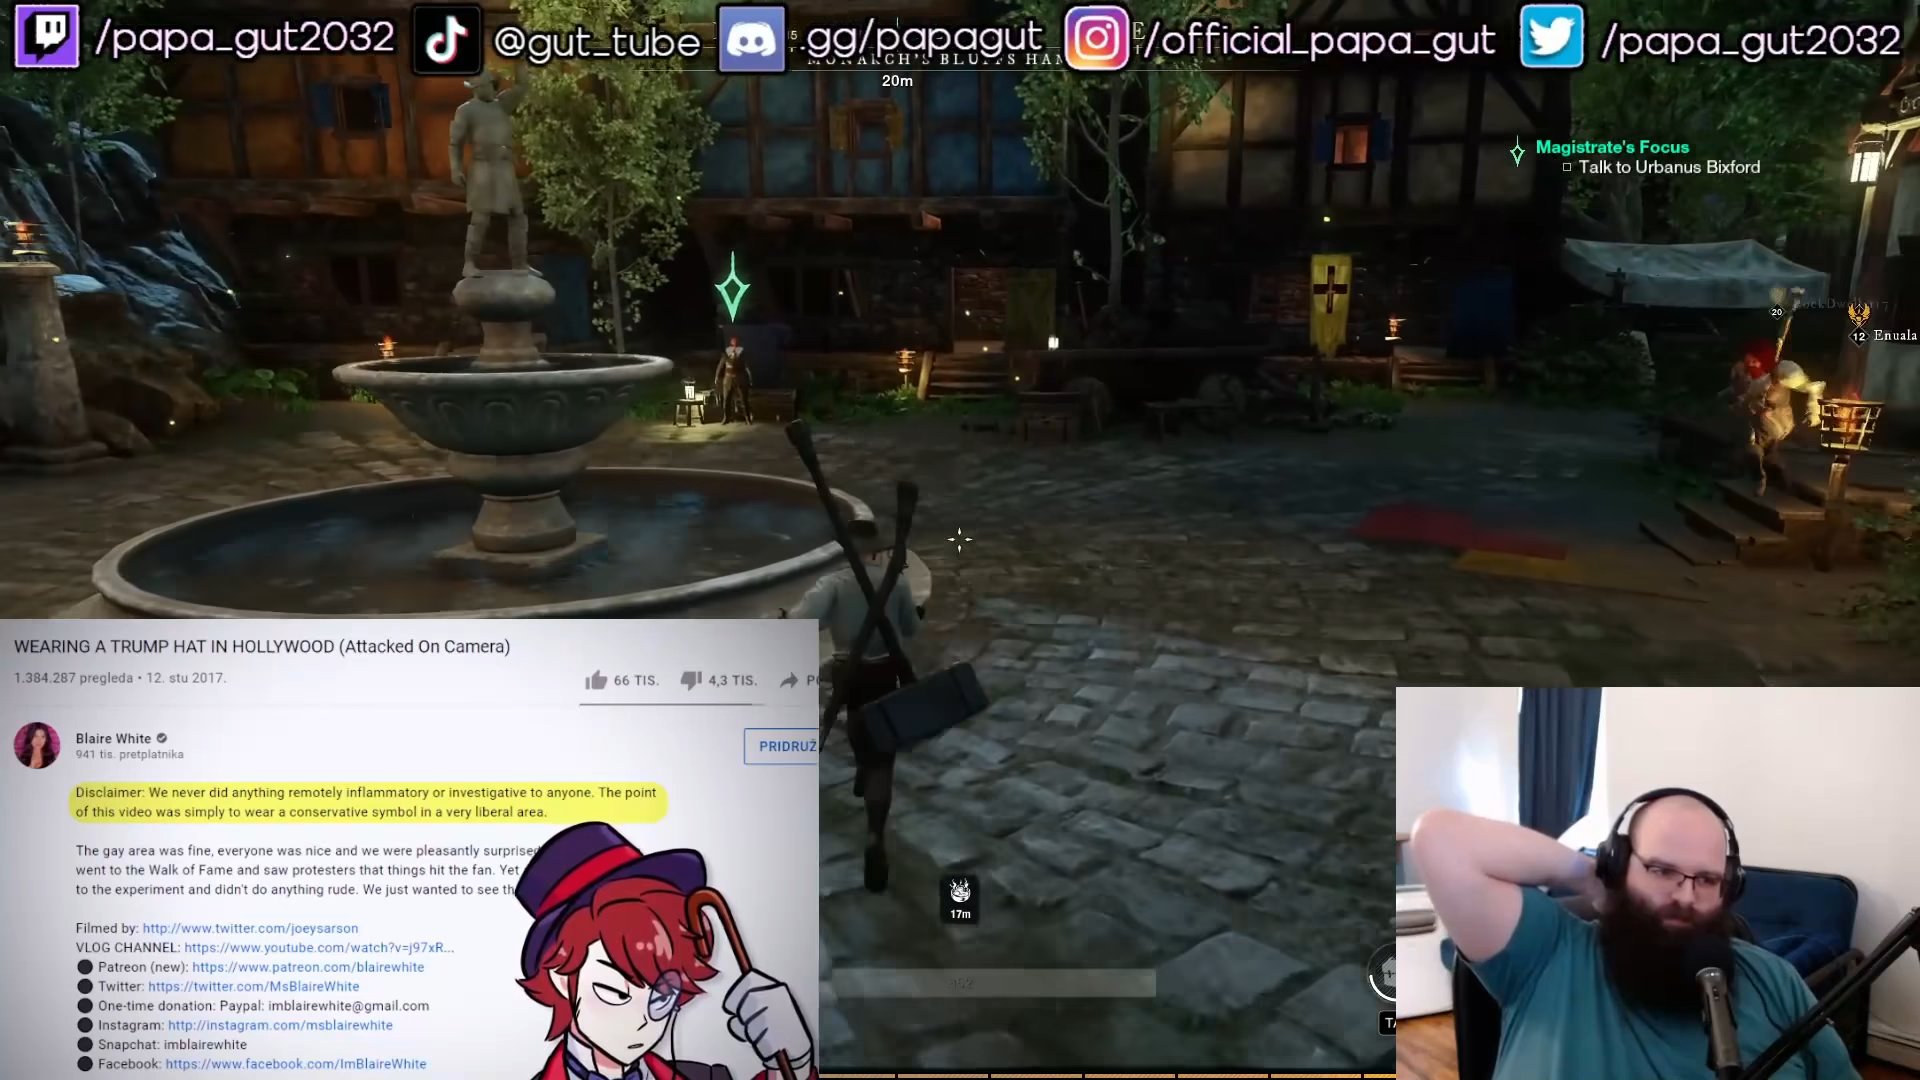 /papa_gut2032
@gut_tube
.gg/papagut
/official_papa_gut
/papa_gut2032
MONARCH'S BLUFFS
20m
Magistrate's Focus
Talk to Urbanus Bixford
20
12 Enuala
WEARING A TRUMP HAT IN HOLLYWOOD (Attacked On Camera)
1.384.287 pregleda • 12. stu 2017.
66 TIS.
4,3 TIS.
Blaire White
941 tis. pretplatnika
PRIDRUŽ
Disclaimer: We never did anything remotely inflammatory or investigative to anyone. The point
of this video was simply to wear a conservative symbol in a very liberal area.
The gay area was fine, everyone was nice and we were pleasantly surprised
went to the Walk of Fame and saw protesters that things hit the fan. Yet
to the experiment and didn't do anything rude. We just wanted to see th
Filmed by: http://www.twitter.com/joeysarson
VLOG CHANNEL: https://www.youtube.com/watch?v=j97xR...
Patreon (new): https://www.patreon.com/blairewhite
Twitter: https://twitter.com/MsBlaireWhite
One-time donation: Paypal: imblairewhite@gmail.com
Instagram: http://instagram.com/msblairewhite
Snapchat: imblairewhite
Facebook: https://www.facebook.com/ImBlaireWhite
17m